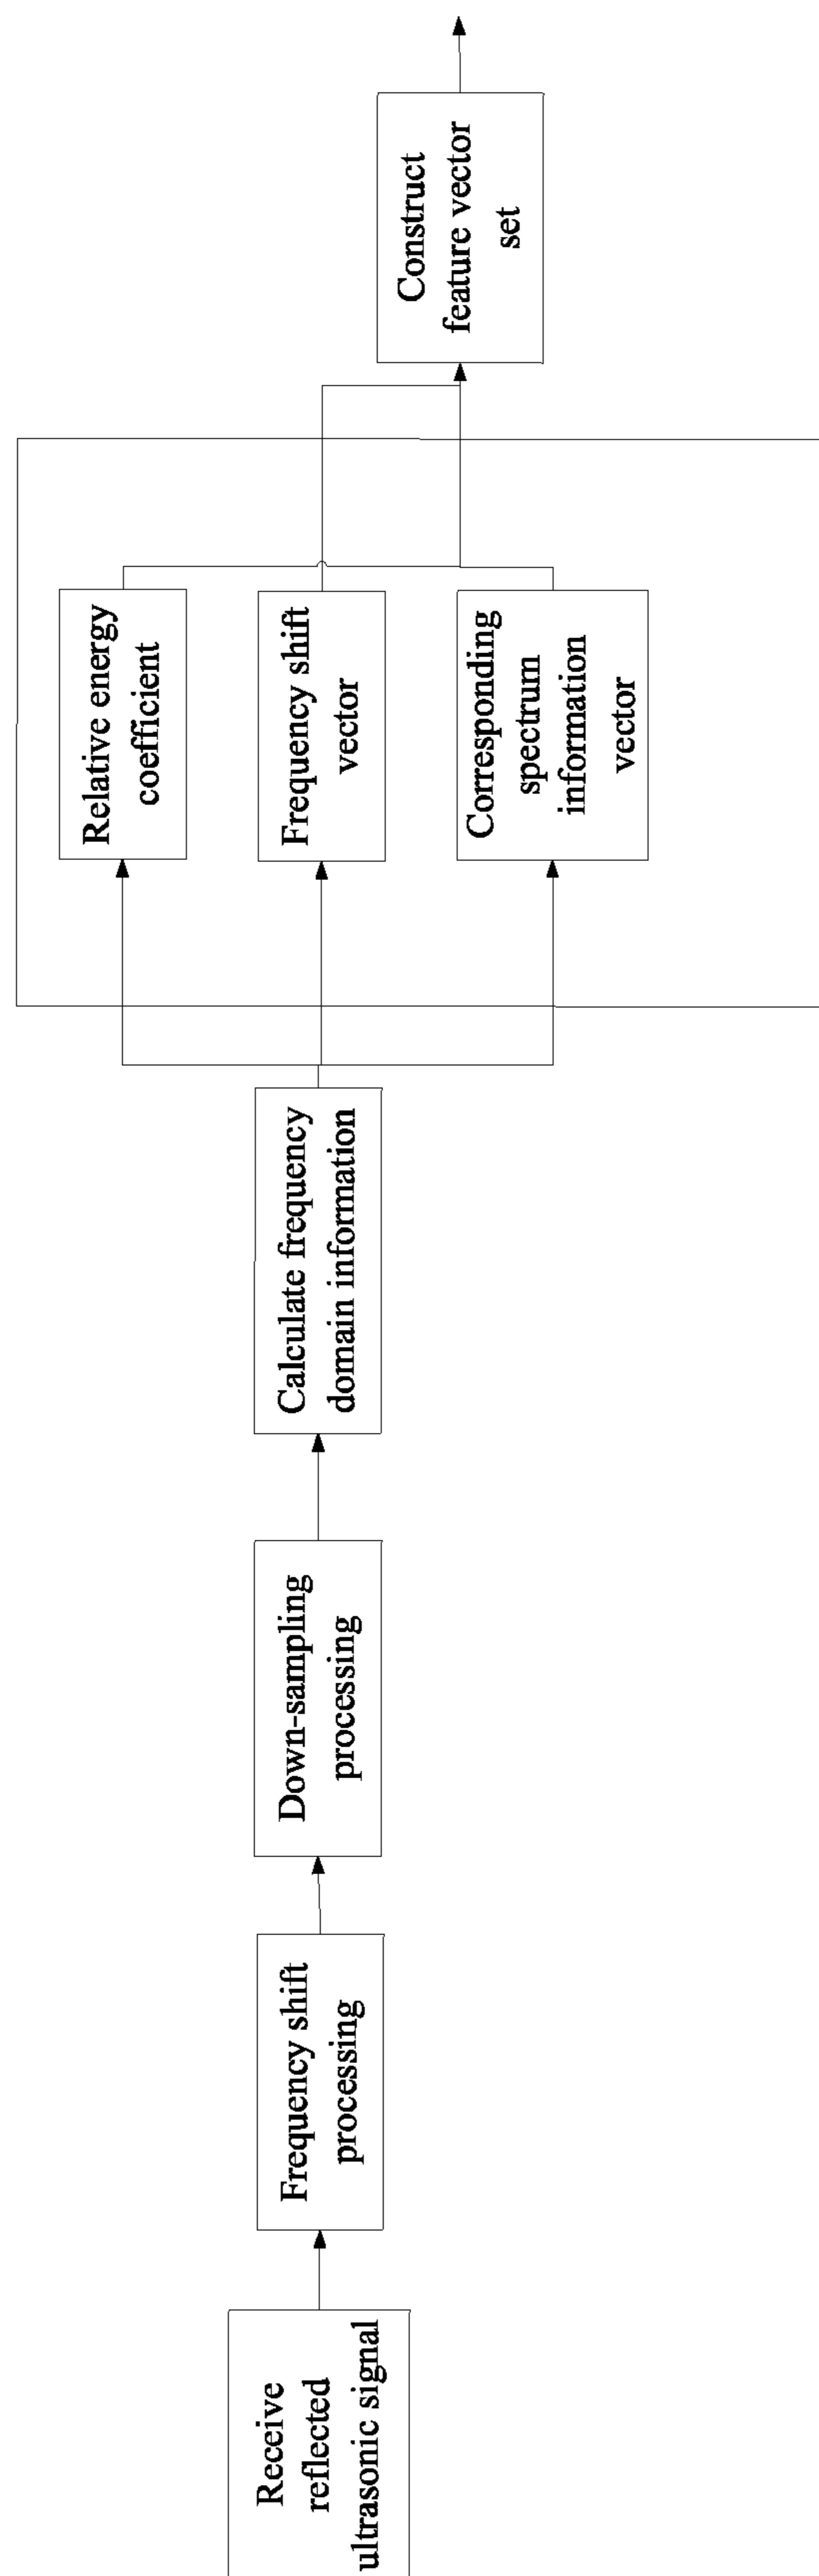 Receive
reflected
ultrasonic signal
Frequency shift
processing
Down-sampling
processing
Calculate frequency
domain information
Relative energy
coefficient
Frequency shift
vector
Corresponding
spectrum
information
vector
Construct
feature vector
set